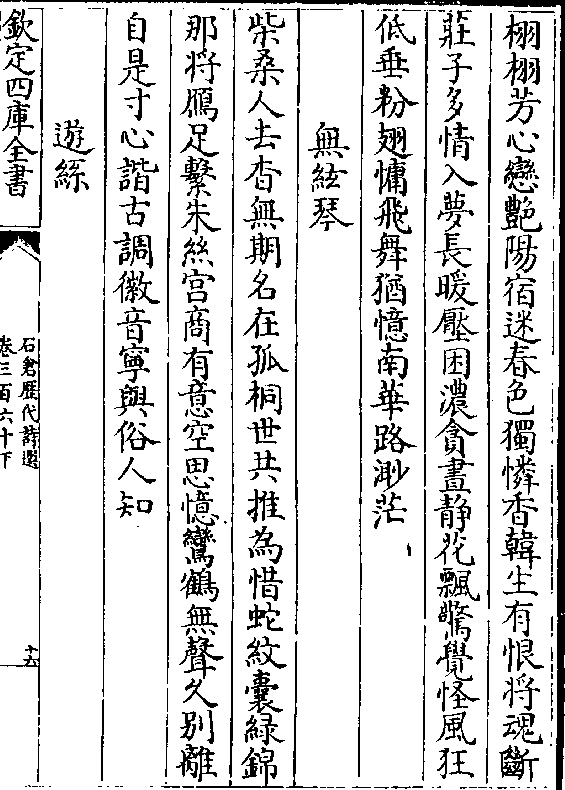 栩栩芳心戀艷陽宿迷春色獨憐香韓生有恨將魂斷
莊子多情入夢長暖壓困濃貪晝静花飄驚覺怪風狂
低垂粉翅慵飛舞猶憶南華路渺茫
無絃琴
柴桑人去杳無期名在孤桐世共推為惜蛇紋囊緑錦
那将鴈足繫朱絲宫商有意空思憶鸞鶴無聲久别離
自是寸心諧古調徽音寧與俗人知
遊絲
欽定四庫全書
石倉歷代詩選
卷三百六十下
十六